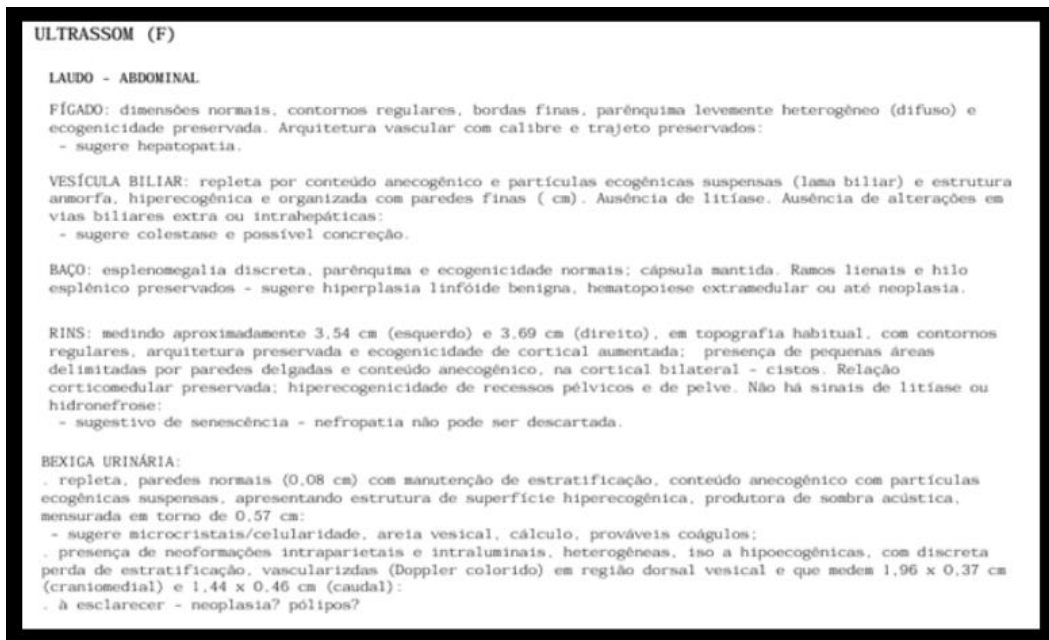 ULTRASSOM (F)
LAUDO - ABDOMINAL
FÍGADO: dimensões normais, contornos regulares, bordas finas, parênquima levemente heterogêneo (difuso) e
ecogenicidade preservada. Arquitetura vascular com calibre e trajeto preservados:
- sugere hepatopatia.
VESÍCULA BILIAR: repleta por conteúdo anecogênico e partículas ecogênicas suspensas (lama biliar) e estrutura
anmorfa, hiperecogênica e organizada com paredes finas ( cm). Ausência de litíase. Ausência de alterações em
vias biliares extra ou intrahepáticas:
- sugere colestase e possível concreção.
BAÇO: esplenomegalia discreta, parênquima e ecogenicidade normais; cápsula mantida. Ramos lienais e hilo
esplênico preservados - sugere hiperplasia linfóide benigna, hematopoiese extramedular ou até neoplasia.
RINS: medindo aproximadamente 3,54 cm (esquerdo) e 3,69 cm (direito), em topografia habitual, com contornos
regulares, arquitetura preservada e ecogenicidade de cortical aumentada; presença de pequenas áreas
delimitadas por paredes delgadas e conteúdo anecogênico, na cortical bilateral - cistos. Relação
corticomedular preservada; hiperecogenicidade de recessos pélvicos e de pelve. Não há sinais de litíase ou
hidronefrose:
- sugestivo de senescência - nefropatia não pode ser descartada.
BEXIGA URINÁRIA:
. repleta, paredes normais (0,08 cm) com manutenção de estratificação, conteúdo anecogênico com partículas
ecogênicas suspensas, apresentando estrutura de superfície hiperecogênica, produtora de sombra acústica,
mensurada em torno de 0,57 cm:
- sugere microcristais/celularidade, areia vesical, cálculo, prováveis coágulos;
. presença de neoformações intraparietais e intraluminais, heterogêneas, iso a hipoecogênicas, com discreta
perda de estratificação, vascularizdas (Doppler colorido) em região dorsal vesical e que medem 1,96 x 0,37 cm
(craniomedial) e 1,44 x 0,46 cm (caudal):
. à esclarecer - neoplasia? pólipos?